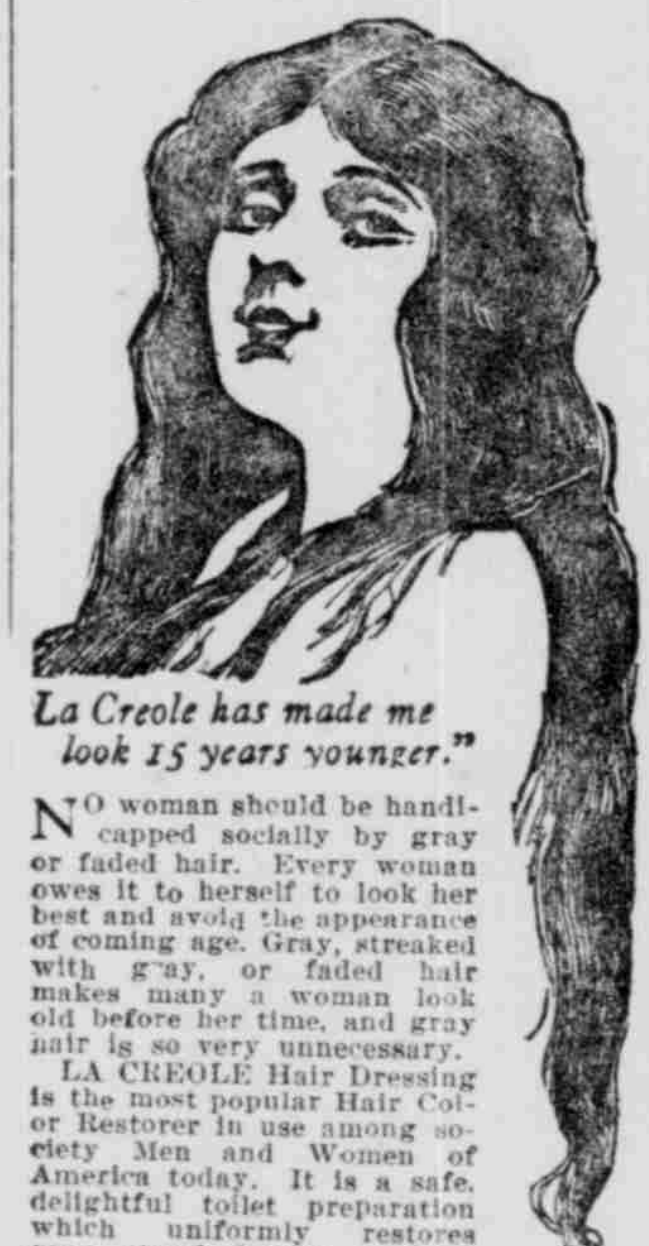 La Creole has made me
look 15 years younger."
NO woman should be handi-
capped socially by gray
or faded hair. Every woman
owes it to herself to look her
best and avoid the appearance
of coming age. Gray, streaked
with gray, or faded hair
makes many a woman look
old before her time, and gray
hair is so very unnecessary.
LA CREOLE Hair Dressing
is the most popular Hair Col-
or Restorer in use among so-
ciety Men and Women of
America today. It is a safe,
delightful toilet preparation
which uniformly restores